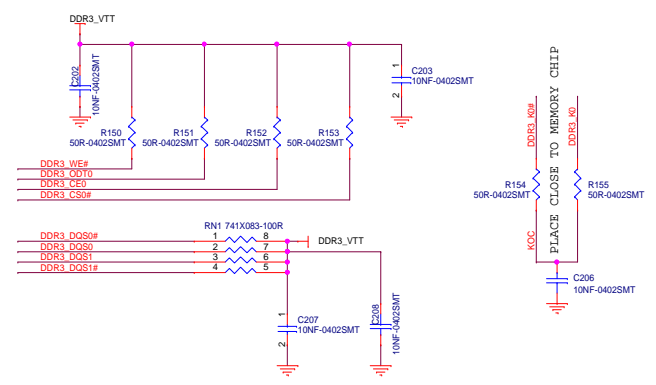 DDR3_VTT
C202
10NF-0402SMT
1
C203
10NF-0402SMT
2
R150
50R-0402SMT
R151
50R-0402SMT
R152
50R-0402SMT
R153
50R-0402SMT
DDR3_WE#
DDR3_ODT0
DDR3_CE0
DDR3_CS0#
RN1 741X083-100R
DDR3_DQS0#
1
8
DDR3_VTT
DDR3_DQS0
2
7
DDR3_DQS1
3
6
DDR3_DQS1#
4
5
1
C207
10NF-0402SMT
2
C208
10NF-0402SMT
DDR3_K0#
PLACE CLOSE TO MEMORY CHIP
DDR3_K0
R154
50R-0402SMT
R155
50R-0402SMT
K0C
C206
10NF-0402SMT